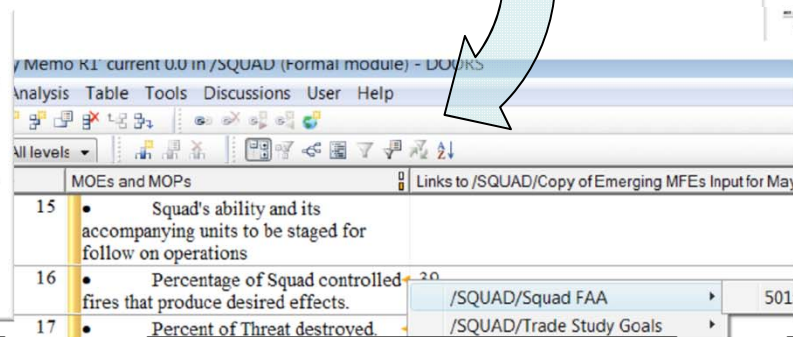 y Memo R1' current 0.0 in /SQUAD (Formal module) - DOORS
Analysis Table Tools Discussions User Help
All levels
MOEs and MOPs Links to /SQUAD/Copy of Emerging MFEs Input for May
15 • Squad's ability and its
accompanying units to be staged for
follow on operations
16 • Percentage of Squad controlled 39
fires that produce desired effects.
/SQUAD/Squad FAA 501
17 • Percent of Threat destroyed.
/SQUAD/Trade Study Goals